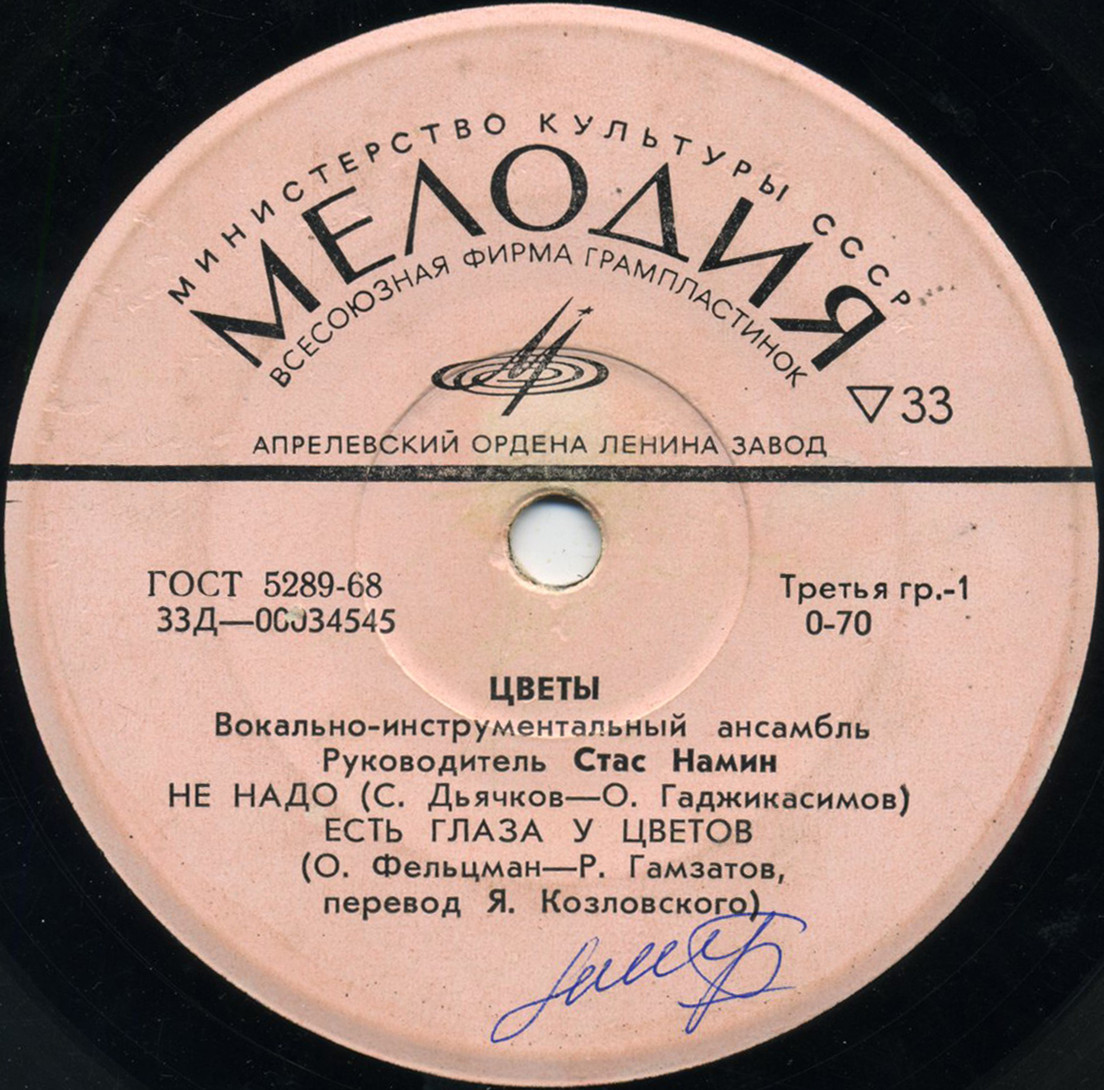 МИНИСТЕРСТВО КУЛЬТУРЫ СССР
МЕЛОДИЯ
ВСЕСОЮЗНАЯ ФИРМА ГРАМПЛАСТИНОК
▽ 33
АПРЕЛЕВСКИЙ ОРДЕНА ЛЕНИНА ЗАВОД
ГОСТ 5289-68
33Д—00034545
Третья гр.-1
0-70
ЦВЕТЫ
Вокально-инструментальный ансамбль
Руководитель Стас Намин
НЕ НАДО (С. Дьячков—О. Гаджикасимов)
ЕСТЬ ГЛАЗА У ЦВЕТОВ
(О. Фельцман—Р. Гамзатов,
перевод Я. Козловского)